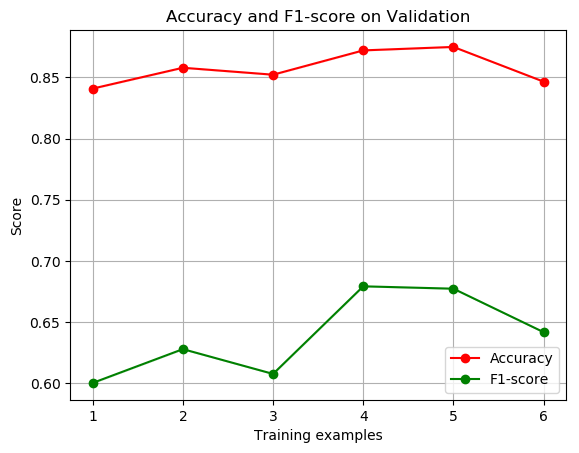 Accuracy and F1-score on Validation
Score
0.85
0.80
0.75
0.70
0.65
0.60
Accuracy
F1-score
1 2 3 4 5 6
Training examples